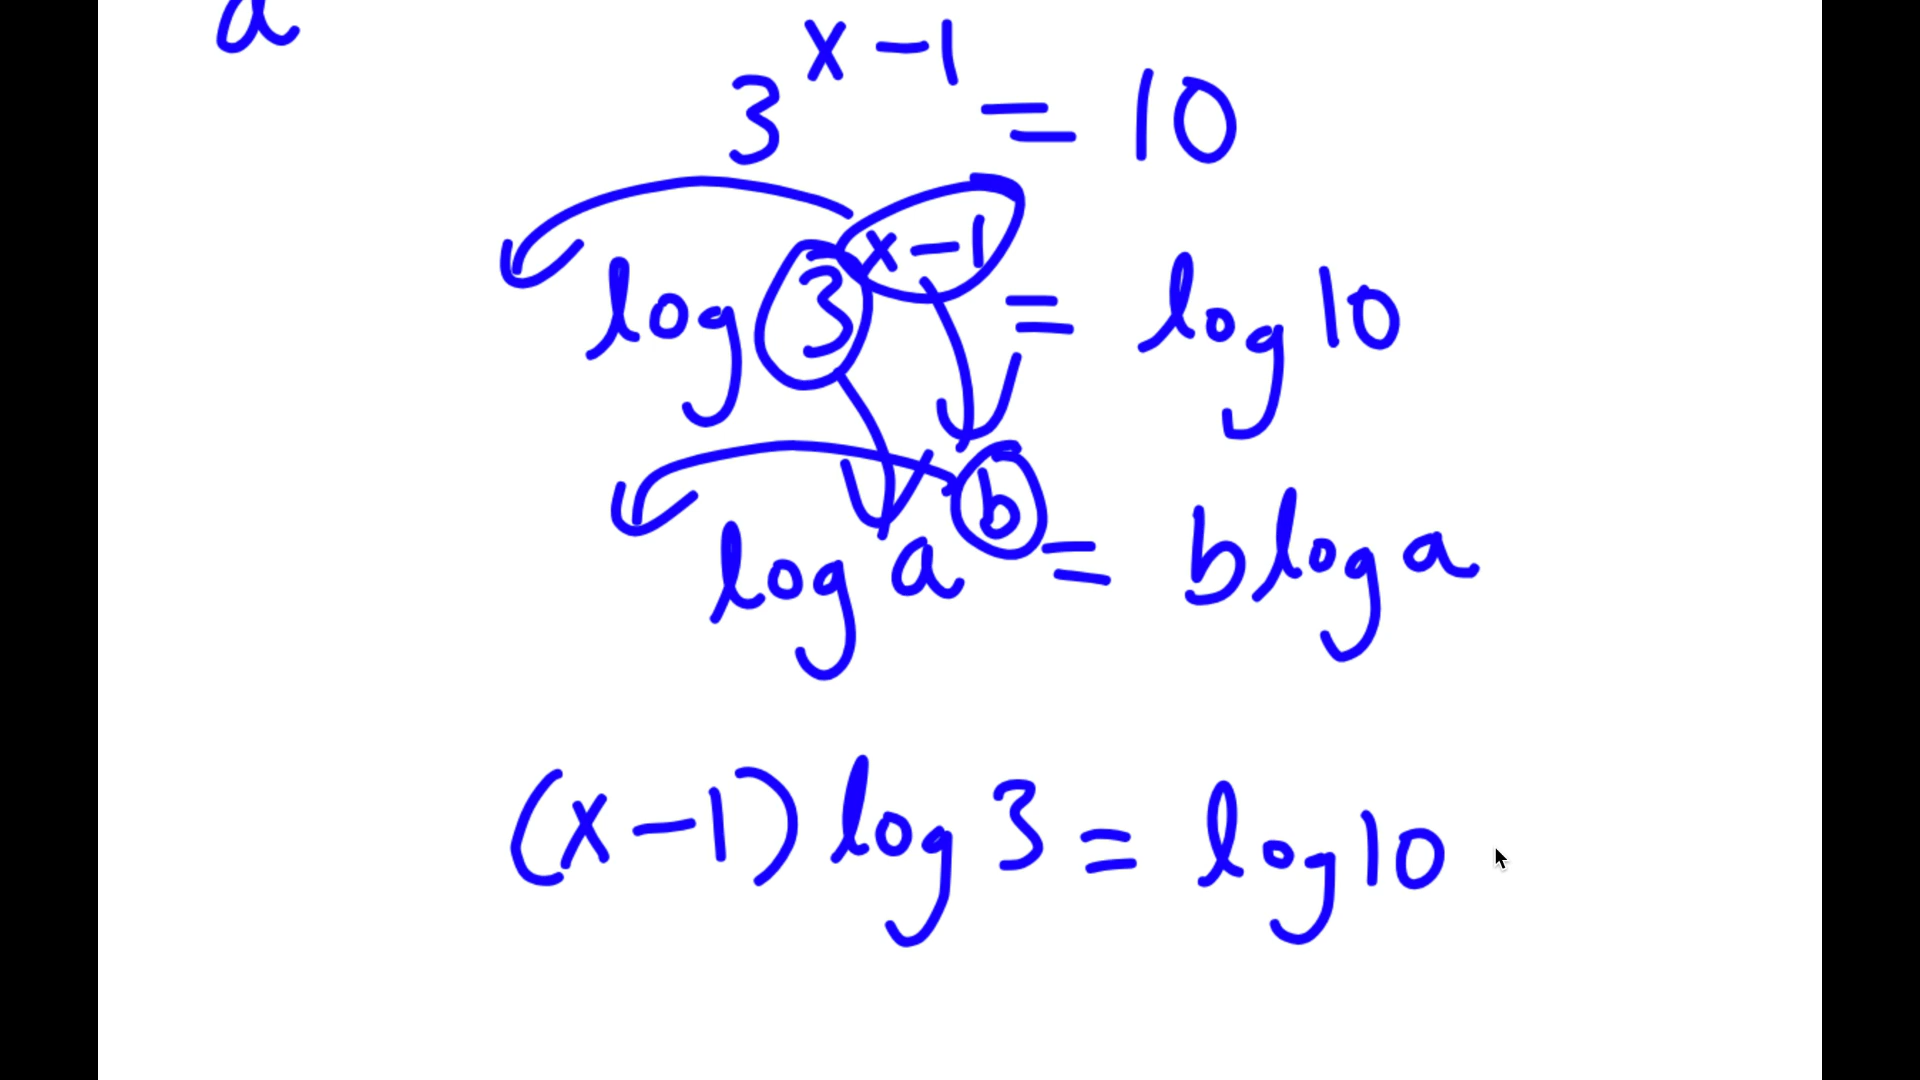 a
3^{x-1} = 10
log 3^{x-1} = log 10
log a^b = b log a
(x-1) log 3 = log 10